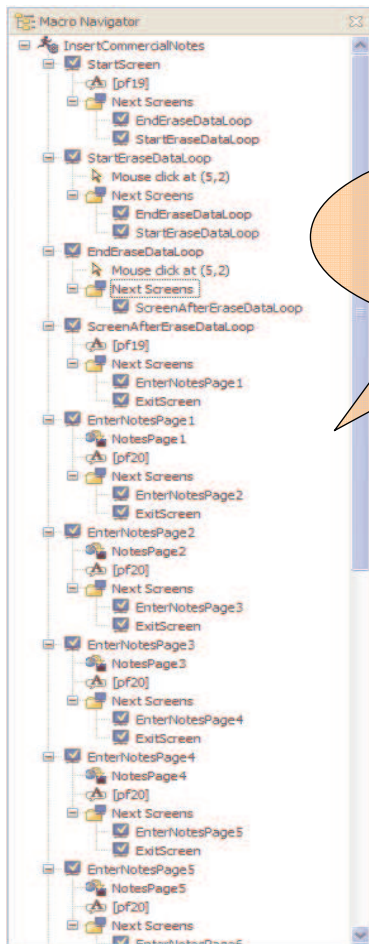 Macro Navigator
InsertCommercialNotes
StartScreen
[pf19]
Next Screens
EndEraseDataLoop
StartEraseDataLoop
StartEraseDataLoop
Mouse click at (5,2)
Next Screens
EndEraseDataLoop
StartEraseDataLoop
EndEraseDataLoop
Mouse click at (5,2)
Next Screens
ScreenAfterEraseDataLoop
ScreenAfterEraseDataLoop
[pf19]
Next Screens
EnterNotesPage1
ExitScreen
EnterNotesPage1
NotesPage1
[pf20]
Next Screens
EnterNotesPage2
ExitScreen
EnterNotesPage2
NotesPage2
[pf20]
Next Screens
EnterNotesPage3
ExitScreen
EnterNotesPage3
NotesPage3
[pf20]
Next Screens
EnterNotesPage4
ExitScreen
EnterNotesPage4
NotesPage4
[pf20]
Next Screens
EnterNotesPage5
ExitScreen
EnterNotesPage5
NotesPage5
[pf20]
Next Screens
EnterNotesPage6